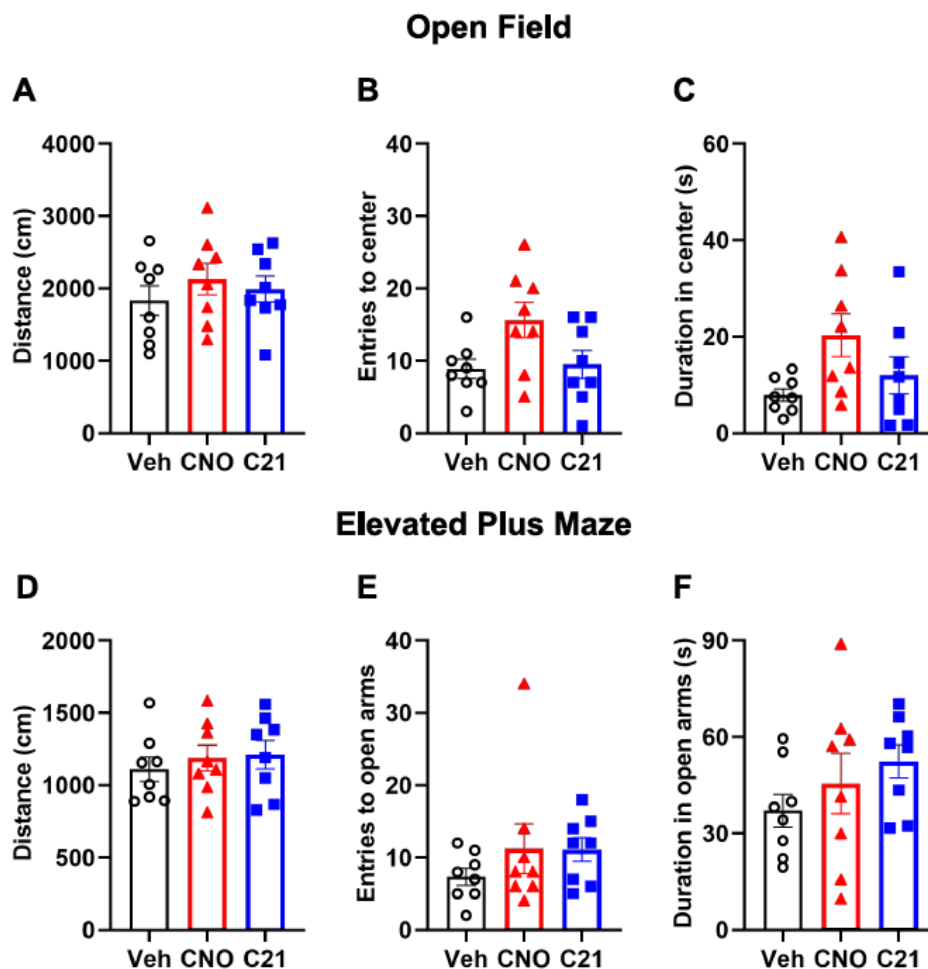 Open Field
A
B
C
Distance (cm)
4000
3000
2000
1000
0
Veh CNO C21
Entries to center
40
30
20
10
0
Veh CNO C21
Duration in center (s)
60
40
20
0
Veh CNO C21
Elevated Plus Maze
D
E
F
Distance (cm)
2000
1500
1000
500
0
Veh CNO C21
Entries to open arms
40
30
20
10
0
Veh CNO C21
Duration in open arms (s)
90
60
30
0
Veh CNO C21